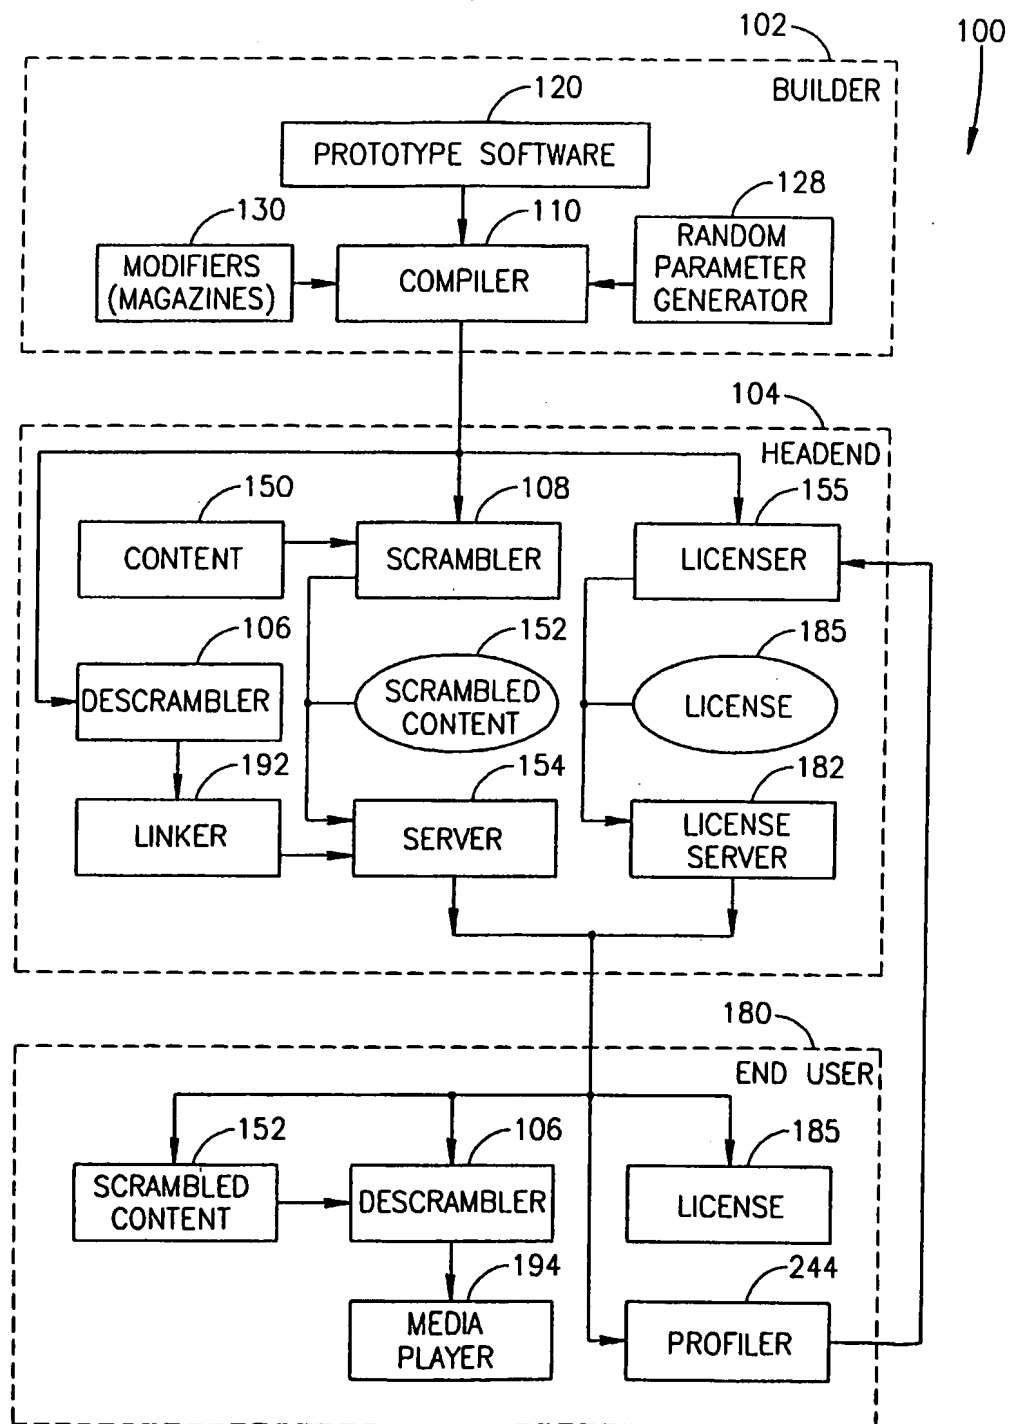 102
100
BUILDER
120
PROTOTYPE SOFTWARE
130
110
128
MODIFIERS
(MAGAZINES)
COMPILER
RANDOM
PARAMETER
GENERATOR
104
HEADEND
150
108
155
CONTENT
SCRAMBLER
LICENSER
106
152
185
DESCRAMBLER
SCRAMBLED
CONTENT
LICENSE
192
154
182
LINKER
SERVER
LICENSE
SERVER
180
END USER
152
106
185
SCRAMBLED
CONTENT
DESCRAMBLER
LICENSE
194
244
MEDIA
PLAYER
PROFILER